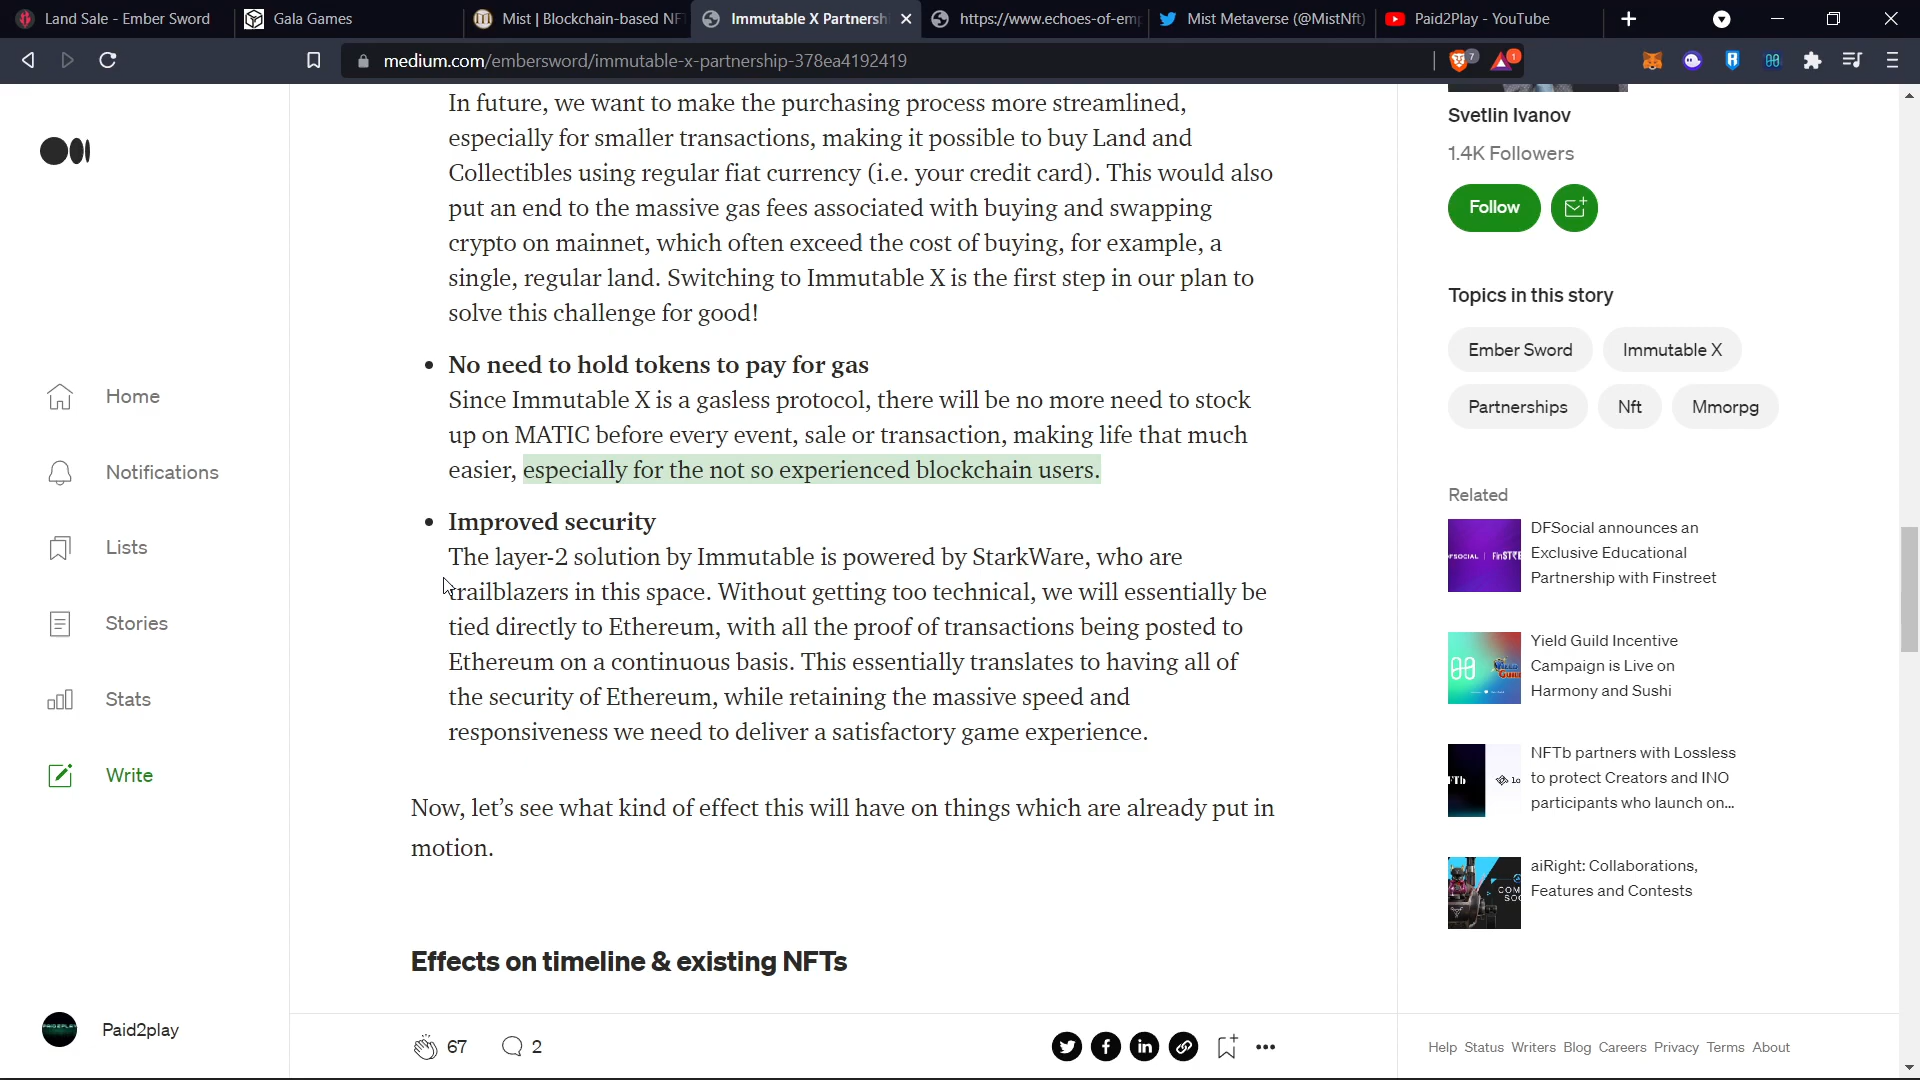 Land Sale - Ember Sword
Gala Games
Mist | Blockchain-based NF
Immutable X Partnersh
https://www.echoes-of-em
Mist Metaverse (@MistNft)
Paid2Play - YouTube
medium.com/embersword/immutable-x-partnership-378ea4192419
7
1
Home
Notifications
Lists
Stories
Stats
Write
Paid2play
In future, we want to make the purchasing process more streamlined,
especially for smaller transactions, making it possible to buy Land and
Collectibles using regular fiat currency (i.e. your credit card). This would also
put an end to the massive gas fees associated with buying and swapping
crypto on mainnet, which often exceed the cost of buying, for example, a
single, regular land. Switching to Immutable X is the first step in our plan to
solve this challenge for good!
• No need to hold tokens to pay for gas
Since Immutable X is a gasless protocol, there will be no more need to stock
up on MATIC before every event, sale or transaction, making life that much
easier, especially for the not so experienced blockchain users.
• Improved security
The layer-2 solution by Immutable is powered by StarkWare, who are
trailblazers in this space. Without getting too technical, we will essentially be
tied directly to Ethereum, with all the proof of transactions being posted to
Ethereum on a continuous basis. This essentially translates to having all of
the security of Ethereum, while retaining the massive speed and
responsiveness we need to deliver a satisfactory game experience.
Now, let’s see what kind of effect this will have on things which are already put in
motion.
Effects on timeline & existing NFTs
67
2
Svetlin Ivanov
1.4K Followers
Follow
Topics in this story
Ember Sword
Immutable X
Partnerships
Nft
Mmorpg
Related
DFSocial announces an
Exclusive Educational
Partnership with Finstreet
Yield Guild Incentive
Campaign is Live on
Harmony and Sushi
NFTb partners with Lossless
to protect Creators and INO
participants who launch on...
aiRight: Collaborations,
Features and Contests
Help Status Writers Blog Careers Privacy Terms About